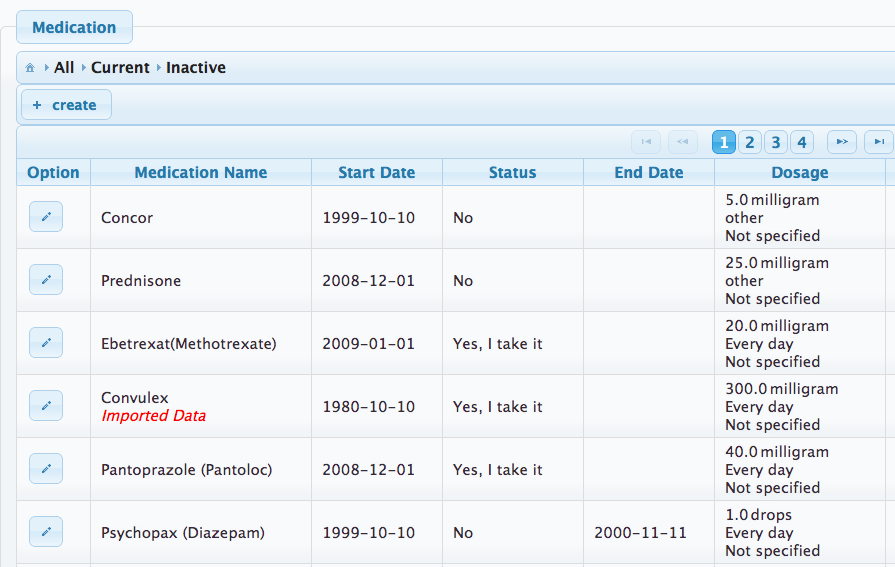 Medication
All Current Inactive
+ create
1 2 3 4
Option Medication Name Start Date Status End Date Dosage
Concor 1999-10-10 No 5.0 milligram
other
Not specified
Prednisone 2008-12-01 No 25.0 milligram
other
Not specified
Ebetrexat(Methotrexate) 2009-01-01 Yes, I take it 20.0 milligram
Every day
Not specified
Convulex
Imported Data 1980-10-10 Yes, I take it 300.0 milligram
Every day
Not specified
Pantoprazole (Pantoloc) 2008-12-01 Yes, I take it 40.0 milligram
Every day
Not specified
Psychopax (Diazepam) 1999-10-10 No 2000-11-11 1.0 drops
Every day
Not specified